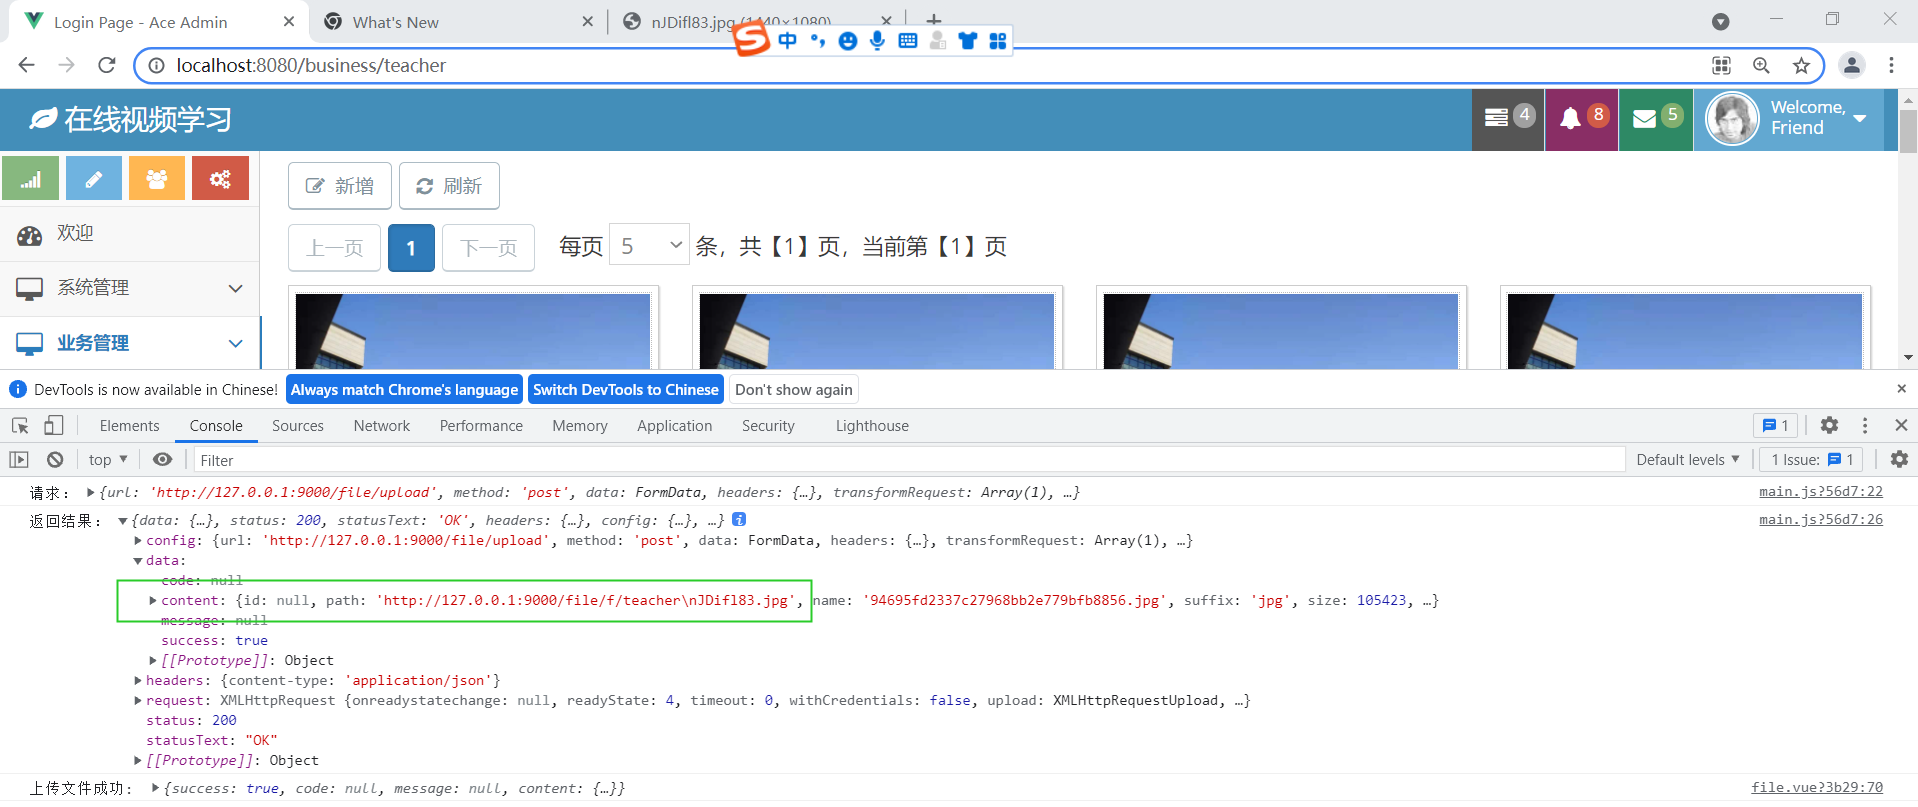 Login Page - Ace Admin
What's New
nJDifl83.jpg (1440×1080)
中
localhost:8080/business/teacher
在线视频学习
4
8
5
Welcome,
Friend
新增
刷新
欢迎
上一页
1
下一页
每页 5 条，共【1】页，当前第【1】页
系统管理
业务管理
DevTools is now available in Chinese! Always match Chrome's language Switch DevTools to Chinese Don't show again
Elements Console Sources Network Performance Memory Application Security Lighthouse 1
top Filter Default levels 1 Issue: 1
请求： {url: 'http://127.0.0.1:9000/file/upload', method: 'post', data: FormData, headers: {…}, transformRequest: Array(1), …} main.js?56d7:22
返回结果： {data: {…}, status: 200, statusText: 'OK', headers: {…}, config: {…}, …} i main.js?56d7:26
config: {url: 'http://127.0.0.1:9000/file/upload', method: 'post', data: FormData, headers: {…}, transformRequest: Array(1), …}
data:
code: null
content: {id: null, path: 'http://127.0.0.1:9000/file/f/teacher\nJDifl83.jpg', name: '94695fd2337c27968bb2e779bfb8856.jpg', suffix: 'jpg', size: 105423, …}
message: null
success: true
[[Prototype]]: Object
headers: {content-type: 'application/json'}
request: XMLHttpRequest {onreadystatechange: null, readyState: 4, timeout: 0, withCredentials: false, upload: XMLHttpRequestUpload, …}
status: 200
statusText: "OK"
[[Prototype]]: Object
上传文件成功： {success: true, code: null, message: null, content: {…}} file.vue?3b29:70